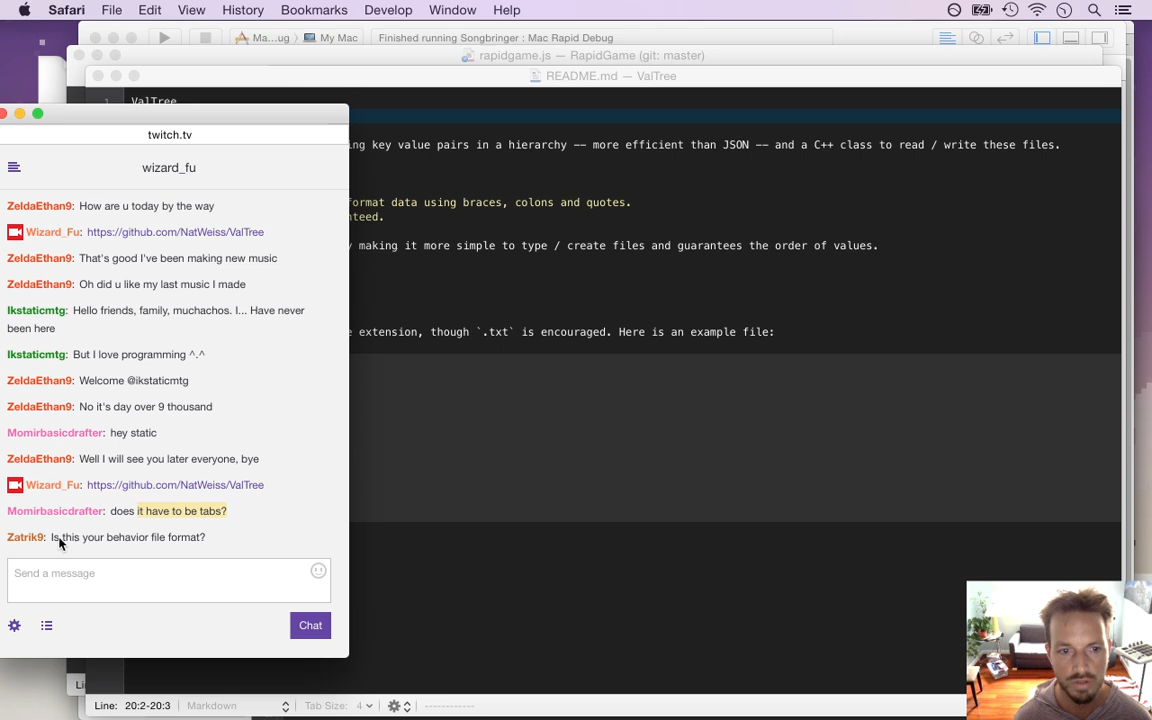 Safari File Edit View History Bookmarks Develop Window Help
Ma...ug My Mac Finished running Songbringer : Mac Rapid Debug
rapidgame.js — RapidGame (git: master)
README.md — ValTree
1 ValTree
twitch.tv
wizard_fu
ing key value pairs in a hierarchy -- more efficient than JSON -- and a C++ class to read / write these files.
format data using braces, colons and quotes.
nteed.
making it more simple to type / create files and guarantees the order of values.
e extension, though `.txt` is encouraged. Here is an example file:
ZeldaEthan9: How are u today by the way
Wizard_Fu: https://github.com/NatWeiss/ValTree
ZeldaEthan9: That's good I've been making new music
ZeldaEthan9: Oh did u like my last music I made
Ikstaticmtg: Hello friends, family, muchachos. I... Have never
been here
Ikstaticmtg: But I love programming ^.^
ZeldaEthan9: Welcome @ikstaticmtg
ZeldaEthan9: No it's day over 9 thousand
Momirbasicdrafter: hey static
ZeldaEthan9: Well I will see you later everyone, bye
Wizard_Fu: https://github.com/NatWeiss/ValTree
Momirbasicdrafter: does it have to be tabs?
Zatrik9: Is this your behavior file format?
Send a message
Chat
Line: 20:2-20:3 Markdown Tab Size: 4 ------------